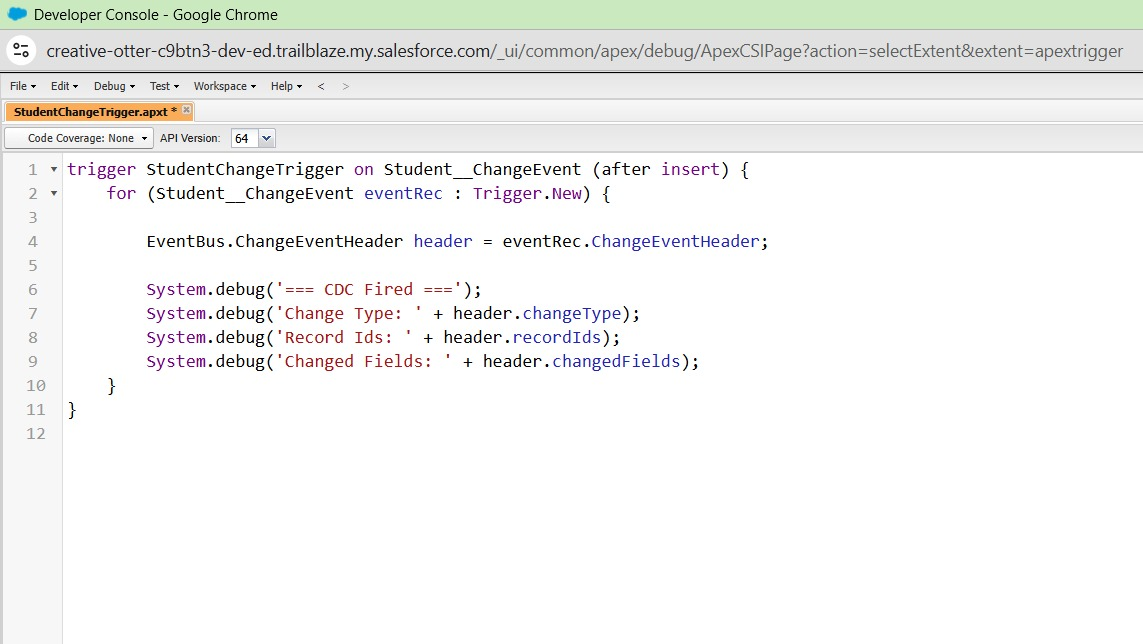 Developer Console - Google Chrome
creative-otter-c9btn3-dev-ed.trailblaze.my.salesforce.com/_ui/common/apex/debug/ApexCSIPage?action=selectExtent&extent=apextrigger
File Edit Debug Test Workspace Help < >
StudentChangeTrigger.apxt *
Code Coverage: None API Version: 64
1 trigger StudentChangeTrigger on Student__ChangeEvent (after insert) {
2 for (Student__ChangeEvent eventRec : Trigger.New) {
3
4 EventBus.ChangeEventHeader header = eventRec.ChangeEventHeader;
5
6 System.debug('=== CDC Fired ===');
7 System.debug('Change Type: ' + header.changeType);
8 System.debug('Record Ids: ' + header.recordIds);
9 System.debug('Changed Fields: ' + header.changedFields);
10 }
11 }
12